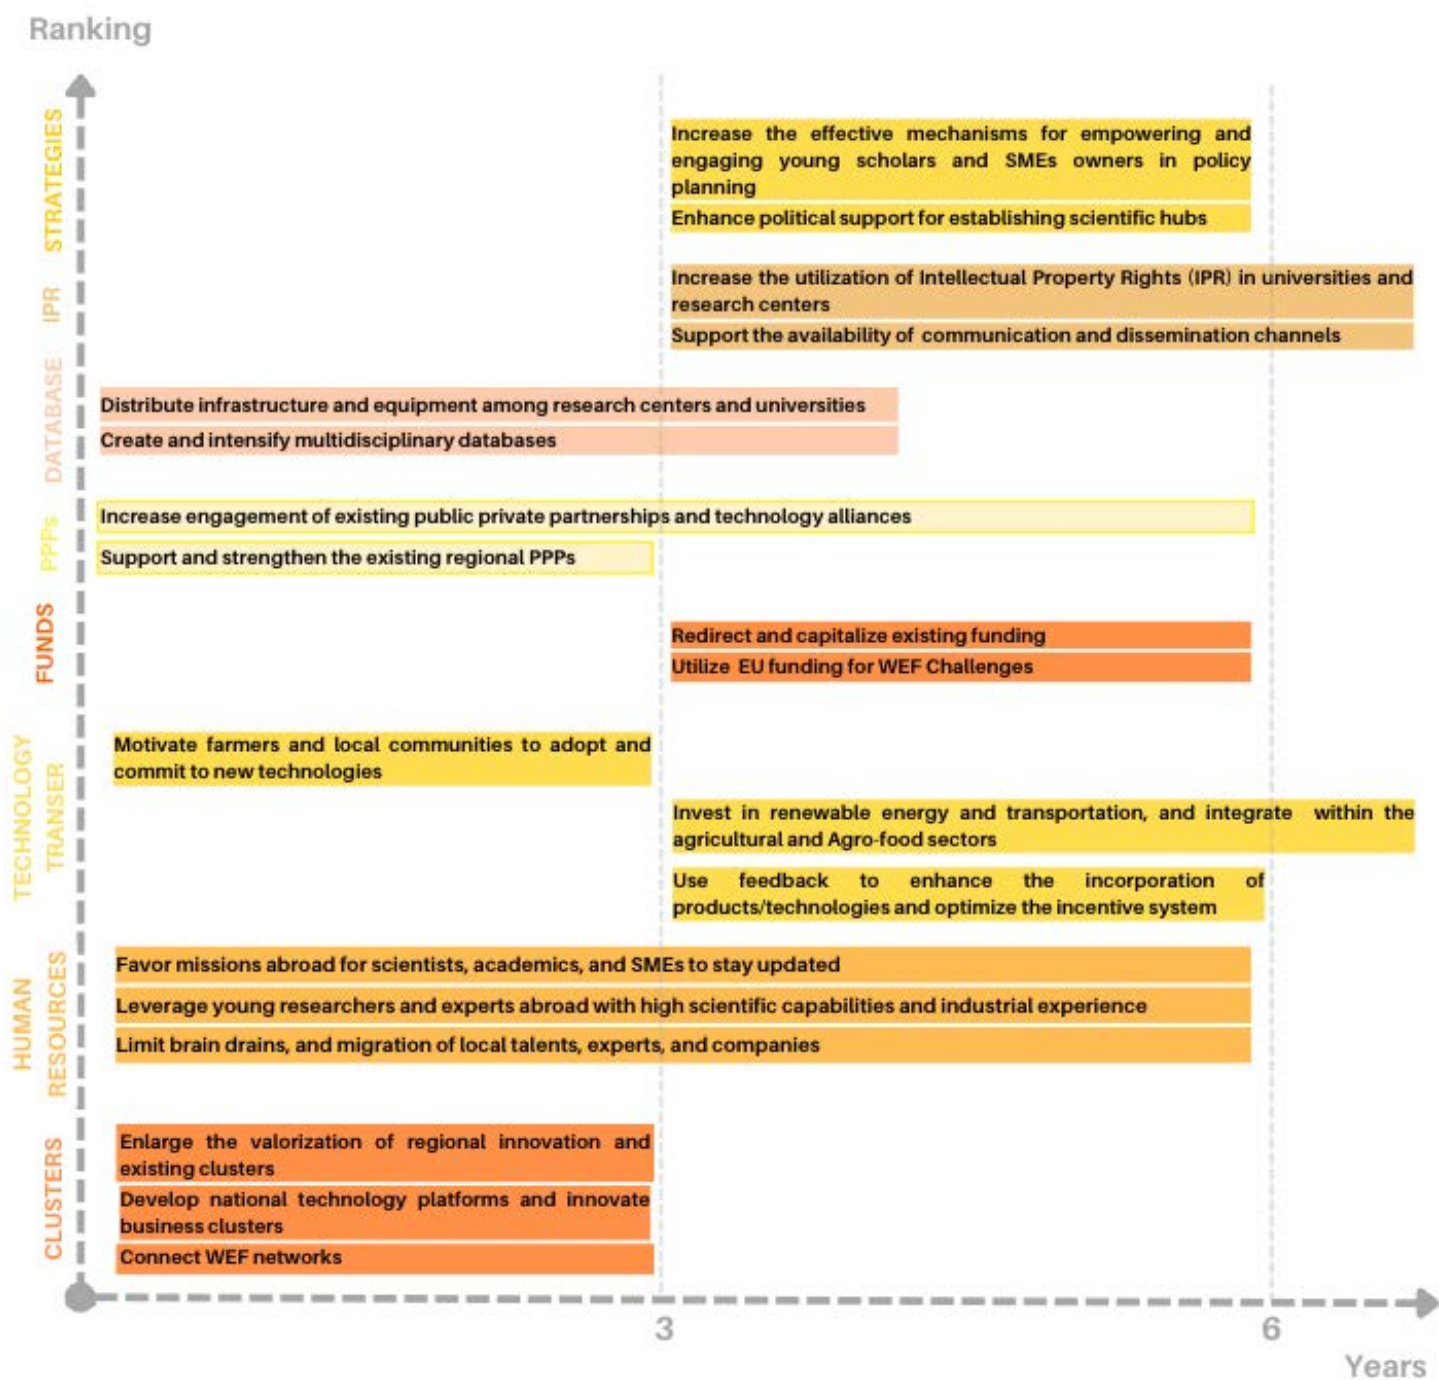 Ranking
STRATEGIES
Increase the effective mechanisms for empowering and
engaging young scholars and SMEs owners in policy
planning
Enhance political support for establishing scientific hubs
IPR
Increase the utilization of Intellectual Property Rights (IPR) in universities and
research centers
Support the availability of communication and dissemination channels
DATABASE
Distribute infrastructure and equipment among research centers and universities
Create and intensify multidisciplinary databases
PPPs
Increase engagement of existing public private partnerships and technology alliances
Support and strengthen the existing regional PPPs
FUNDS
Redirect and capitalize existing funding
Utilize EU funding for WEF Challenges
TECHNOLOGY
TRANSER
Motivate farmers and local communities to adopt and
commit to new technologies
Invest in renewable energy and transportation, and integrate within the
agricultural and Agro-food sectors
Use feedback to enhance the incorporation of
products/technologies and optimize the incentive system
HUMAN
RESOURCES
Favor missions abroad for scientists, academics, and SMEs to stay updated
Leverage young researchers and experts abroad with high scientific capabilities and industrial experience
Limit brain drains, and migration of local talents, experts, and companies
CLUSTERS
Enlarge the valorization of regional innovation and
existing clusters
Develop national technology platforms and innovate
business clusters
Connect WEF networks
3
6
Years